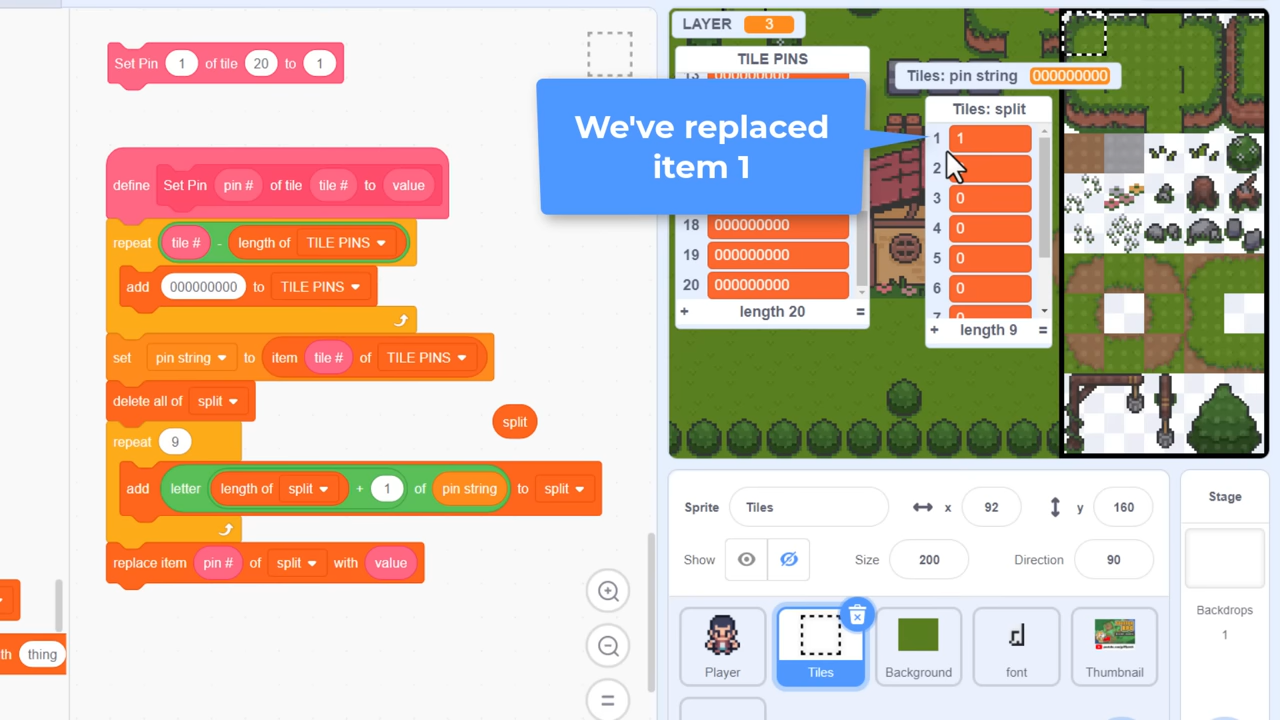 Set Pin 1 of tile 20 to 1
define Set Pin pin # of tile tile # to value
repeat tile # - length of TILE PINS
add 000000000 to TILE PINS
set pin string to item tile # of TILE PINS
delete all of split
split
repeat 9
add letter length of split + 1 of pin string to split
replace item pin # of split with value
th thing
We've replaced
item 1
LAYER 3
TILE PINS
18 000000000
19 000000000
20 000000000
+ length 20 =
Tiles: pin string 000000000
Tiles: split
1 1
2
3 0
4 0
5 0
6 0
+ length 9 =
Sprite Tiles x 92 y 160
Show Size 200 Direction 90
Player
Tiles
Background
font
Thumbnail
Stage
Backdrops
1